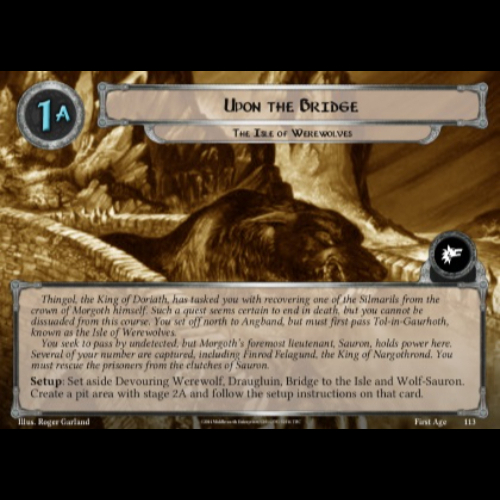 1A
UPON THE BRIDGE
THE ISLE OF WEREWOLVES
Thingol, the King of Doriath, has tasked you with recovering one of the Silmarils from the
crown of Morgoth himself. Such a quest seems certain to end in death, but you cannot be
dissuaded from this course. You set off north to Angband, but must first pass Tol-in-Gaurhoth,
known as the Isle of Werewolves.
You seek to pass by undetected, but Morgoth's foremost lieutenant, Sauron, holds power here.
Several of your number are captured, including Finrod Felagund, the King of Nargothrond. You
must rescue the prisoners from the clutches of Sauron.
Setup: Set aside Devouring Werewolf, Draugluin, Bridge to the Isle and Wolf-Sauron.
Create a pit area with stage 2A and follow the setup instructions on that card.
Illus. Roger Garland
First Age 113